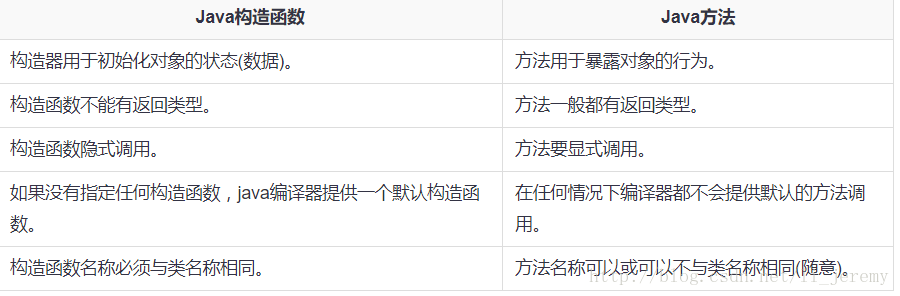 Java构造函数
Java方法
构造器用于初始化对象的状态(数据)。
方法用于暴露对象的行为。
构造函数不能有返回类型。
方法一般都有返回类型。
构造函数隐式调用。
方法要显式调用。
如果没有指定任何构造函数，java编译器提供一个默认构造函
数。
在任何情况下编译器都不会提供默认的方法调
用。
构造函数名称必须与类名称相同。
方法名称可以或可以不与类名称相同(随意)。